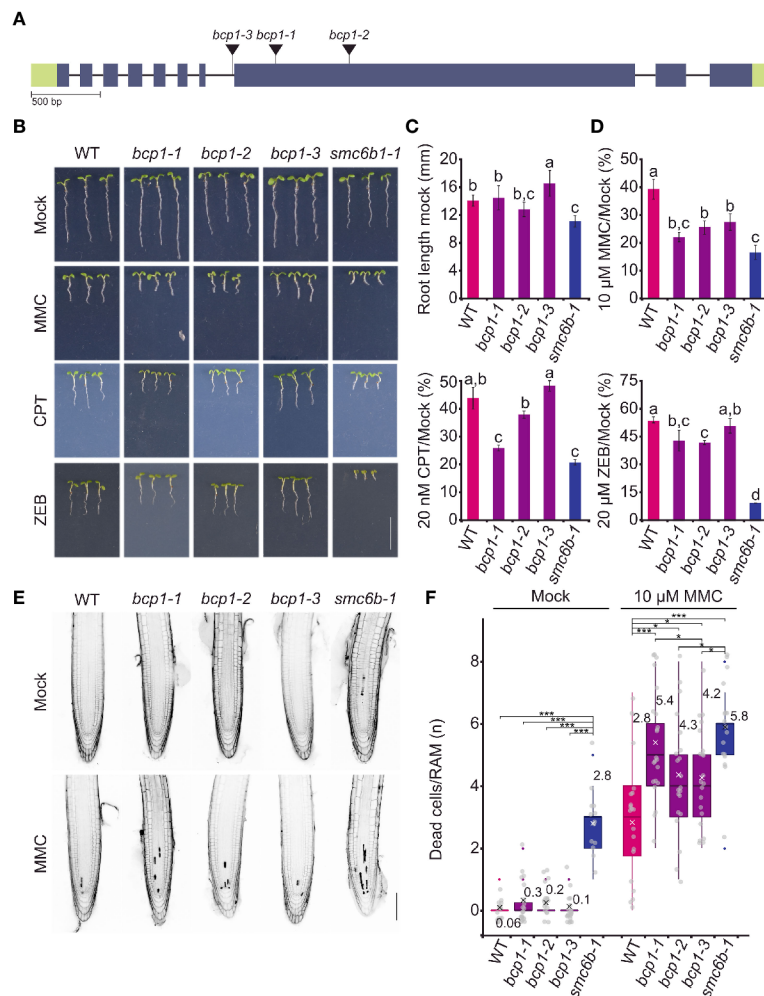 A
bcp1-3 bcp1-1 bcp1-2
500 bp
B
WT bcp1-1 bcp1-2 bcp1-3 smc6b1-1
Mock
MMC
CPT
ZEB
C
Root length mock (mm)
20
16
12
8
4
0
b b b,c a c
WT bcp1-1 bcp1-2 bcp1-3 smc6b-1
D
10 µM MMC/Mock (%)
50
40
30
20
10
0
a b,c b b c
WT bcp1-1 bcp1-2 bcp1-3 smc6b-1
20 nM CPT/Mock (%)
50
40
30
20
10
0
a,b c b a c
WT bcp1-1 bcp1-2 bcp1-3 smc6b-1
20 µM ZEB/Mock (%)
75
60
45
30
15
0
a b,c c a,b d
WT bcp1-1 bcp1-2 bcp1-3 smc6b-1
E
WT bcp1-1 bcp1-2 bcp1-3 smc6b-1
Mock
MMC
F
Mock 10 µM MMC
Dead cells/RAM (n)
8
6
4
2
0
***
***
***
***
***
*
*
***
*
*
*
0.06 0.3 0.2 0.1 2.8
2.8 5.4 4.3 4.2 5.8
WT bcp1-1 bcp1-2 bcp1-3 smc6b-1 WT bcp1-1 bcp1-2 bcp1-3 smc6b-1